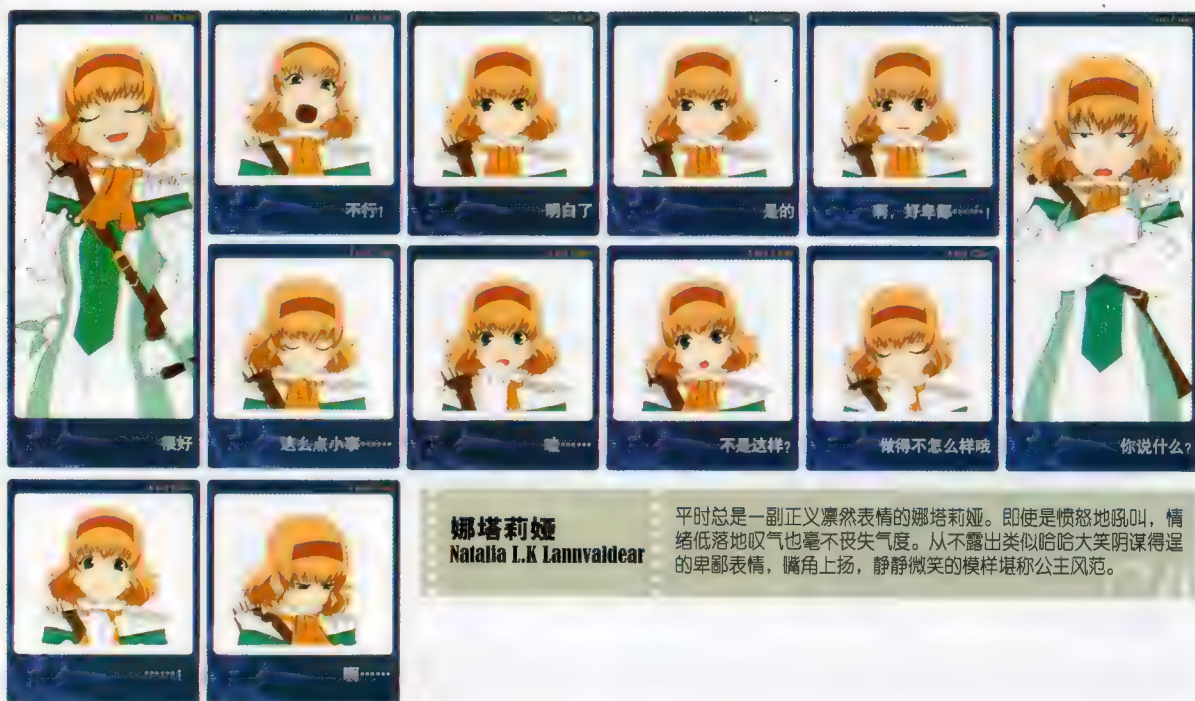 不行!
明白了
是的
啊，好卑鄙……!
很好
这么点小事……
嗯……
不是这样?
做得不怎么样哦
你说什么?
……!
啊……
娜塔莉娅
Natalia L.K Lannvaldear
平时总是一副正义凛然表情的娜塔莉娅。即使是愤怒地吼叫，情
绪低落地叹气也毫不丧失气度。从不露出类似哈哈大笑阴谋得逞
的卑鄙表情，嘴角上扬，静静微笑的模样堪称公主风范。